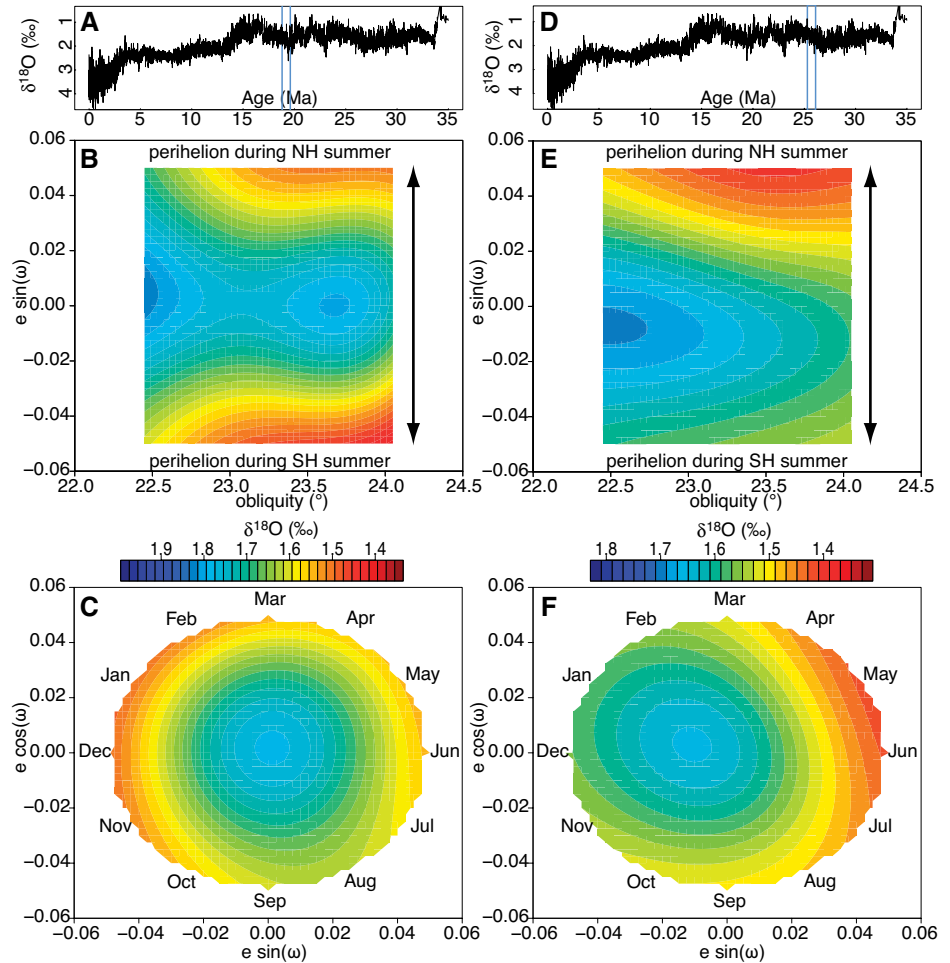 A
δ18O (‰)
1
2
3
4
0 5 10 15 20 25 30 35
Age (Ma)
D
δ18O (‰)
1
2
3
4
0 5 10 15 20 25 30 35
Age (Ma)
B
perihelion during NH summer
perihelion during SH summer
e sin(ω)
0.06
0.04
0.02
0.00
−0.02
−0.04
−0.06
22.0 22.5 23.0 23.5 24.0 24.5
obliquity (°)
E
perihelion during NH summer
perihelion during SH summer
e sin(ω)
0.06
0.04
0.02
0.00
−0.02
−0.04
−0.06
22.0 22.5 23.0 23.5 24.0 24.5
obliquity (°)
δ18O (‰)
1.9 1.8 1.7 1.6 1.5 1.4
δ18O (‰)
1.8 1.7 1.6 1.5 1.4
C
Mar
Feb Apr
Jan May
Dec Jun
Nov Jul
Oct Aug
Sep
e cos(ω)
0.06
0.04
0.02
0.00
−0.02
−0.04
−0.06
−0.06 −0.04 −0.02 0.00 0.02 0.04 0.06
e sin(ω)
F
Mar
Feb Apr
Jan May
Dec Jun
Nov Jul
Oct Aug
Sep
e cos(ω)
0.06
0.04
0.02
0.00
−0.02
−0.04
−0.06
−0.06 −0.04 −0.02 0.00 0.02 0.04 0.06
e sin(ω)